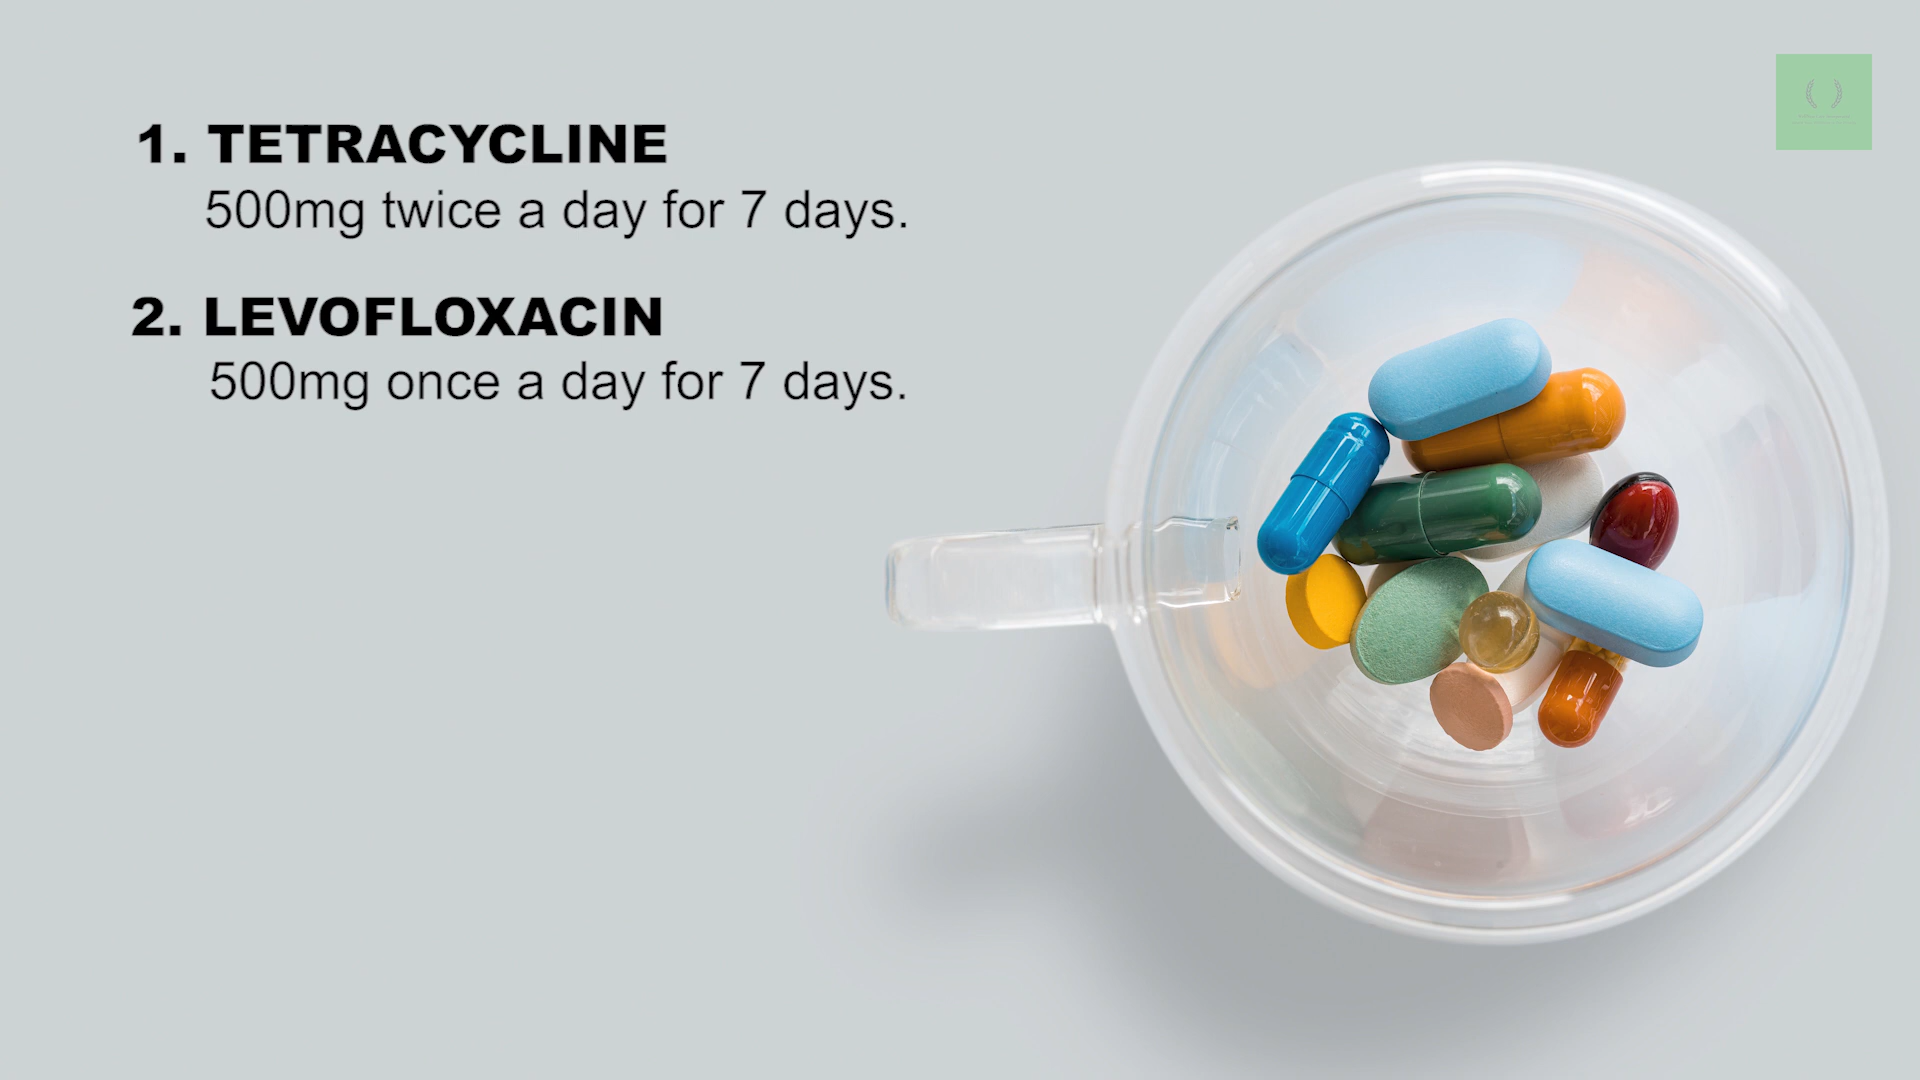 1. TETRACYCLINE
500mg twice a day for 7 days.
2. LEVOFLOXACIN
500mg once a day for 7 days.